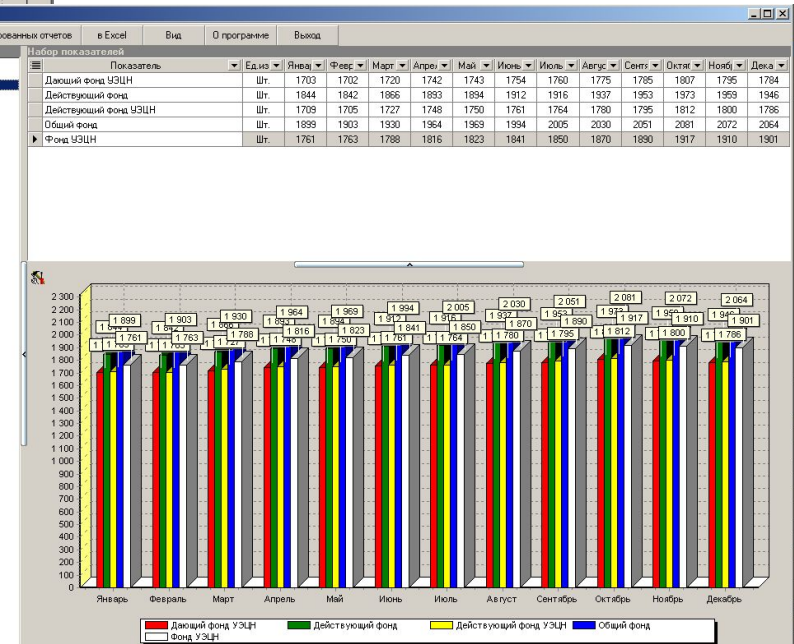 в Excel Вид О программе Выход
Набор показателей
Показатель Ед.из Январ Февр Март Апрел Май Июнь Июль Авгус Сентя Октяб Ноябр Дека
Дающий фонд УЭЦН Шт. 1703 1702 1720 1742 1743 1754 1760 1775 1785 1807 1795 1784
Действующий фонд Шт. 1844 1842 1866 1893 1894 1912 1916 1937 1953 1973 1959 1946
Действующий фонд УЭЦН Шт. 1709 1705 1727 1748 1750 1761 1764 1780 1795 1812 1800 1786
Общий фонд Шт. 1899 1903 1930 1964 1969 1994 2005 2030 2051 2081 2072 2064
Фонд УЭЦН Шт. 1761 1763 1788 1816 1823 1841 1850 1870 1890 1917 1910 1901
2 300
2 200
2 100
2 000
1 900
1 800
1 700
1 600
1 500
1 400
1 300
1 200
1 100
1 000
900
800
700
600
500
400
300
200
100
0
1 899 1 903 1 930 1 964 1 969 1 994 2 005 2 030 2 051 2 081 2 072 2 064
1 761 1 763 1 788 1 816 1 823 1 841 1 850 1 870 1 890 1 917 1 910 1 901
1 750 1 761 1 764 1 780 1 795 1 812 1 800 1 786
Январь Февраль Март Апрель Май Июнь Июль Август Сентябрь Октябрь Ноябрь Декабрь
Дающий фонд УЭЦН Действующий фонд Действующий фонд УЭЦН Общий фонд
Фонд УЭЦН